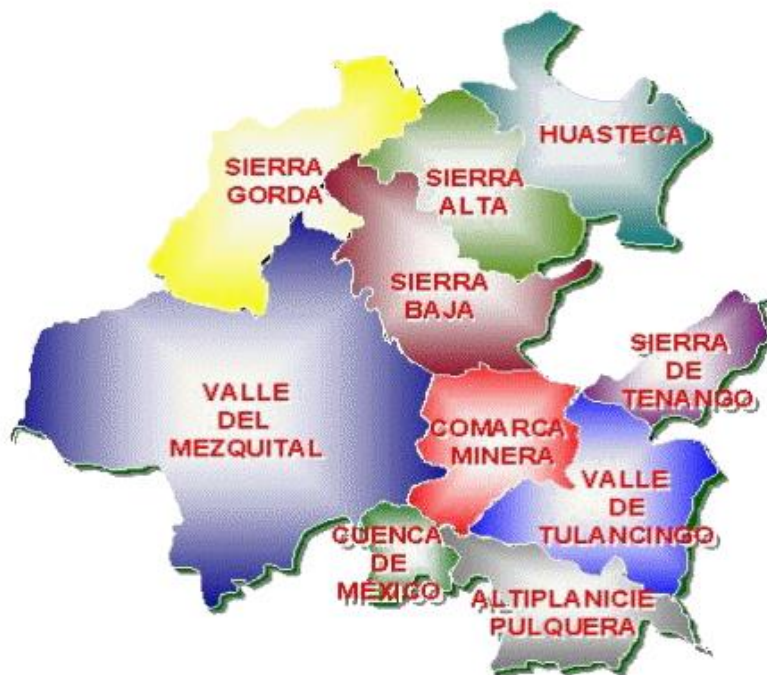 HUASTECA
SIERRA
GORDA
SIERRA
ALTA
SIERRA
BAJA
SIERRA
DE
TENANGO
VALLE
DEL
MEZQUITAL
COMARCA
MINERA
VALLE
DE
TULANCINGO
CUENCA
DE
MÉXICO
ALTIPLANICIE
PULQUERA